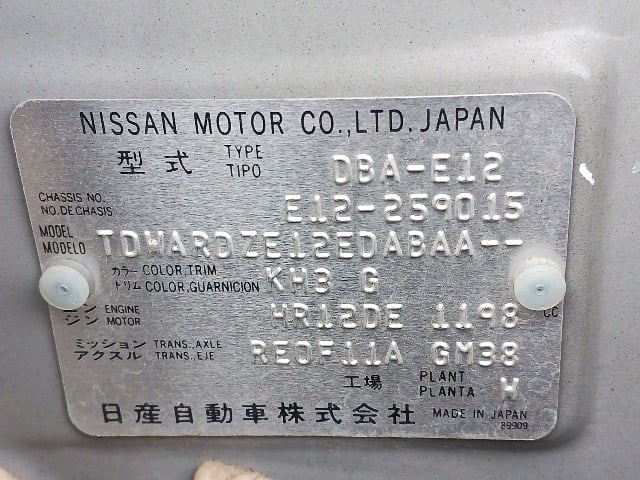 NISSAN MOTOR CO.,LTD. JAPAN
型式 TYPE TIPO DBA-E12
CHASSIS NO. NO.DE CHASIS E12-259015
MODEL MODELO TDWARDZE12EDABAA--
カラー COLOR,TRIM トリム COLOR,GUARNICION KH3 G
ン ENGINE ジン MOTOR HR12DE 1198 CC
ミッション TRANS.,AXLE アクスル TRANS.,EJE RE0F11A GM38
工場 PLANT PLANTA W
日産自動車株式会社 MADE IN JAPAN
89909